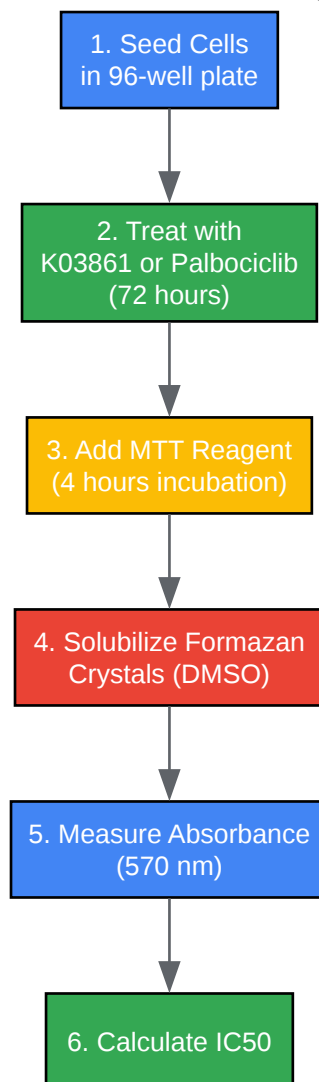 1. Seed Cells
in 96-well plate
2. Treat with
K03861 or Palbociclib
(72 hours)
3. Add MTT Reagent
(4 hours incubation)
4. Solubilize Formazan
Crystals (DMSO)
5. Measure Absorbance
(570 nm)
6. Calculate IC50